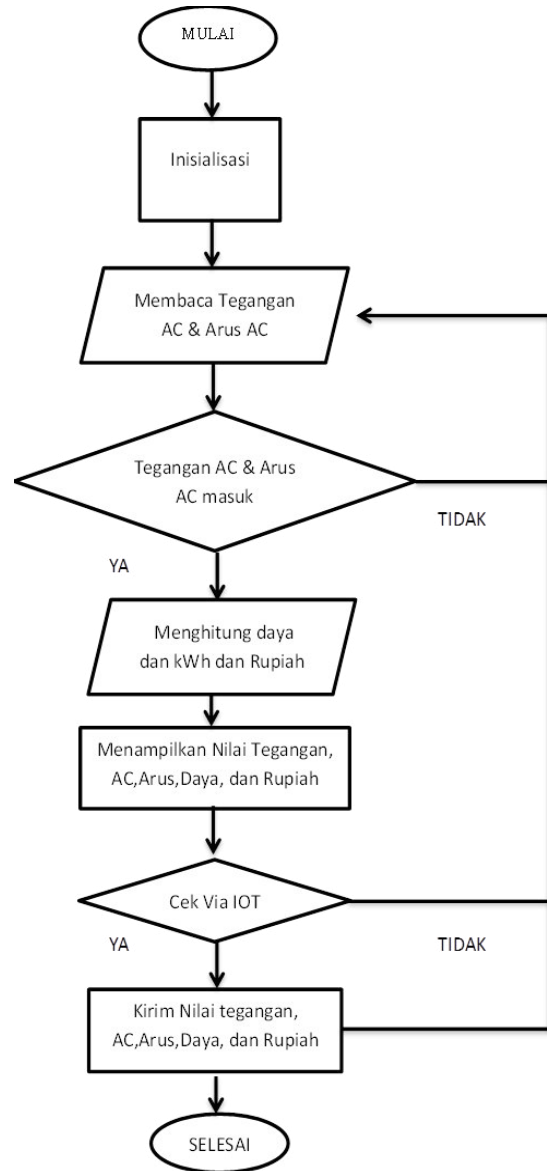 MULAI
Inisialisasi
Membaca Tegangan
AC & Arus AC
Tegangan AC & Arus
AC masuk
TIDAK
YA
Menghitung daya
dan kWh dan Rupiah
Menampilkan Nilai Tegangan,
AC,Arus,Daya, dan Rupiah
Cek Via IOT
YA
TIDAK
Kirim Nilai tegangan,
AC,Arus,Daya, dan Rupiah
SELESAI